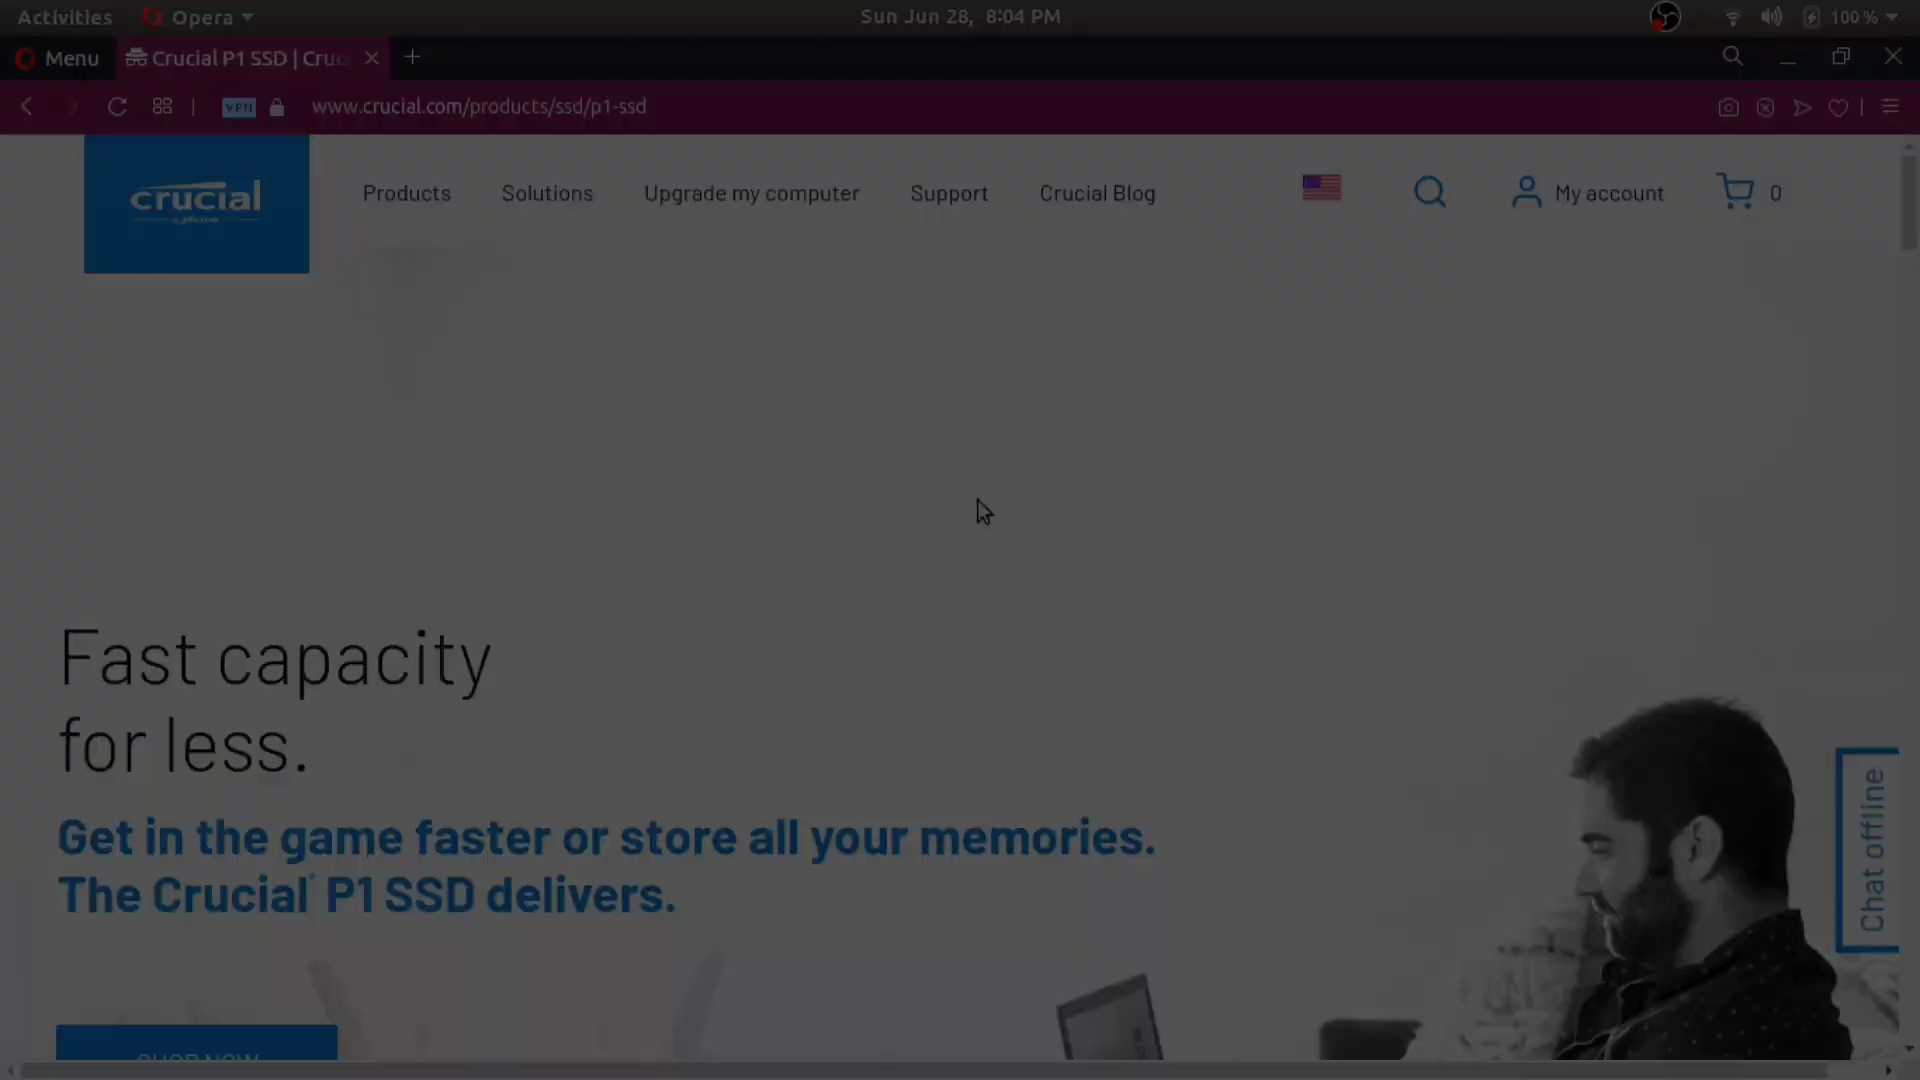 Activities
Opera
Sun Jun 28, 8:04 PM
100 %
Menu
Crucial P1 SSD | Cruc
VPN
www.crucial.com/products/ssd/p1-ssd
crucial
by Micron
Products
Solutions
Upgrade my computer
Support
Crucial Blog
My account
0
Fast capacity
for less.
Get in the game faster or store all your memories.
The Crucial® P1 SSD delivers.
Chat offline
SHOP NOW